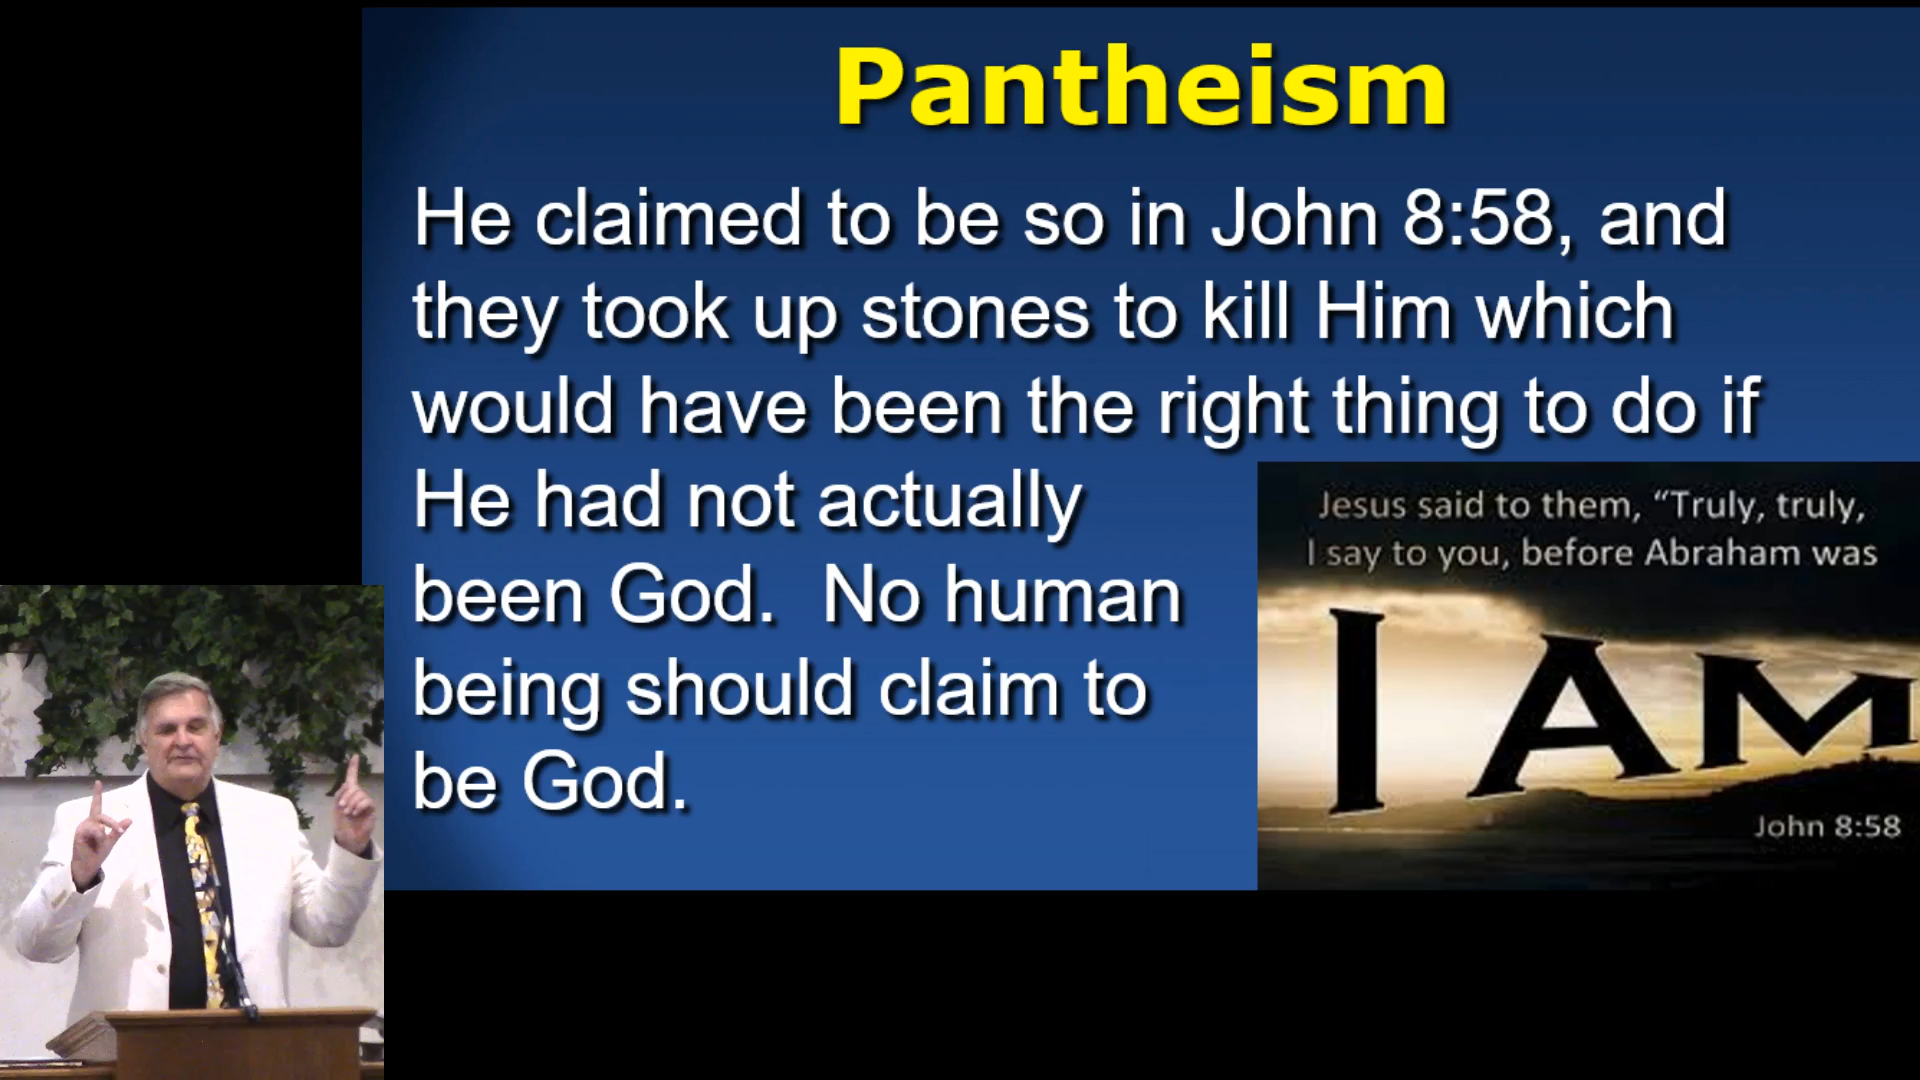 Pantheism
He claimed to be so in John 8:58, and
they took up stones to kill Him which
would have been the right thing to do if
He had not actually
been God.  No human
being should claim to
be God.
Jesus said to them, “Truly, truly,
I say to you, before Abraham was
I AM
John 8:58